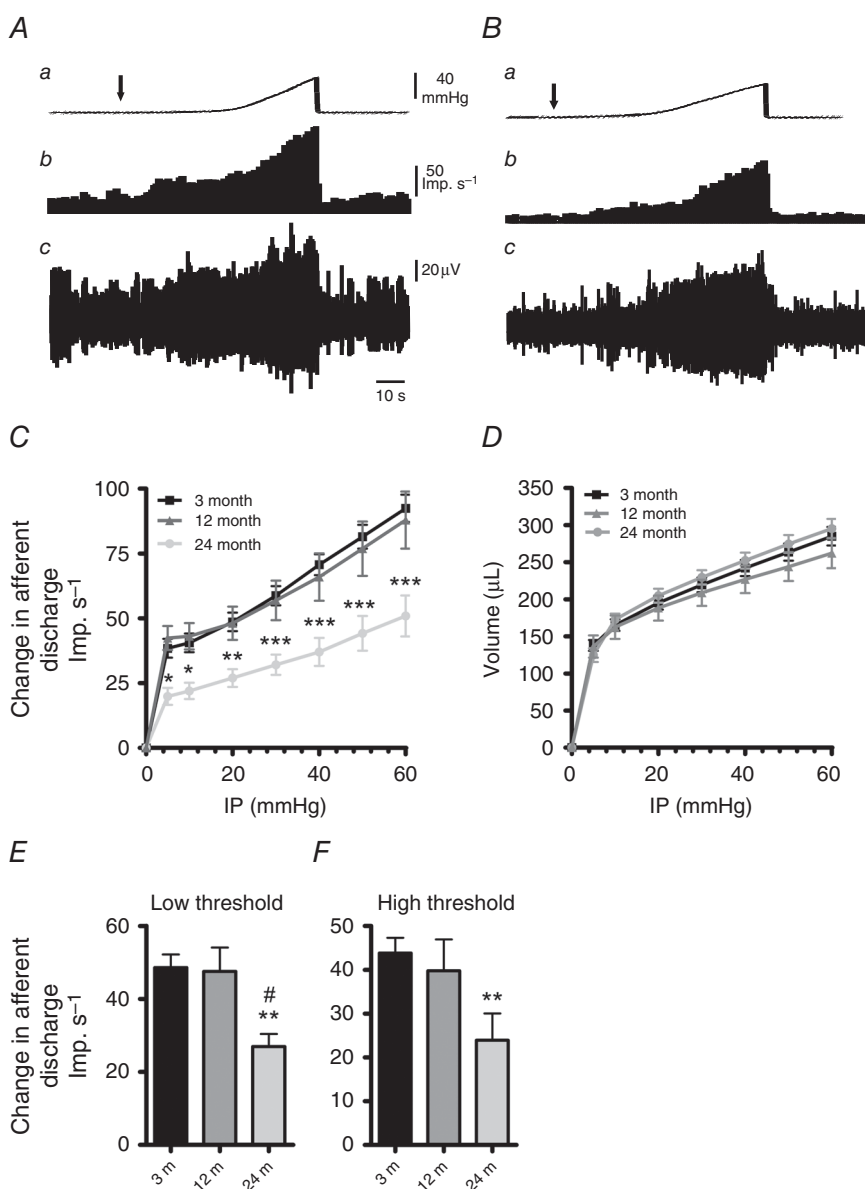 A
B
a
40
mmHg
b
50
Imp. s⁻¹
c
20 µV
10 s
a
b
c
C
D
Change in afferent
discharge
Imp. s⁻¹
100
75
50
25
0
3 month
12 month
24 month
*
*
**
***
***
***
***
0
20
40
60
IP (mmHg)
Volume (µL)
350
300
250
200
150
100
50
0
3 month
12 month
24 month
0
20
40
60
IP (mmHg)
E
F
Low threshold
Change in afferent
discharge
Imp. s⁻¹
60
40
20
0
#
**
3 m
12 m
24 m
High threshold
50
40
30
20
10
0
**
3 m
12 m
24 m